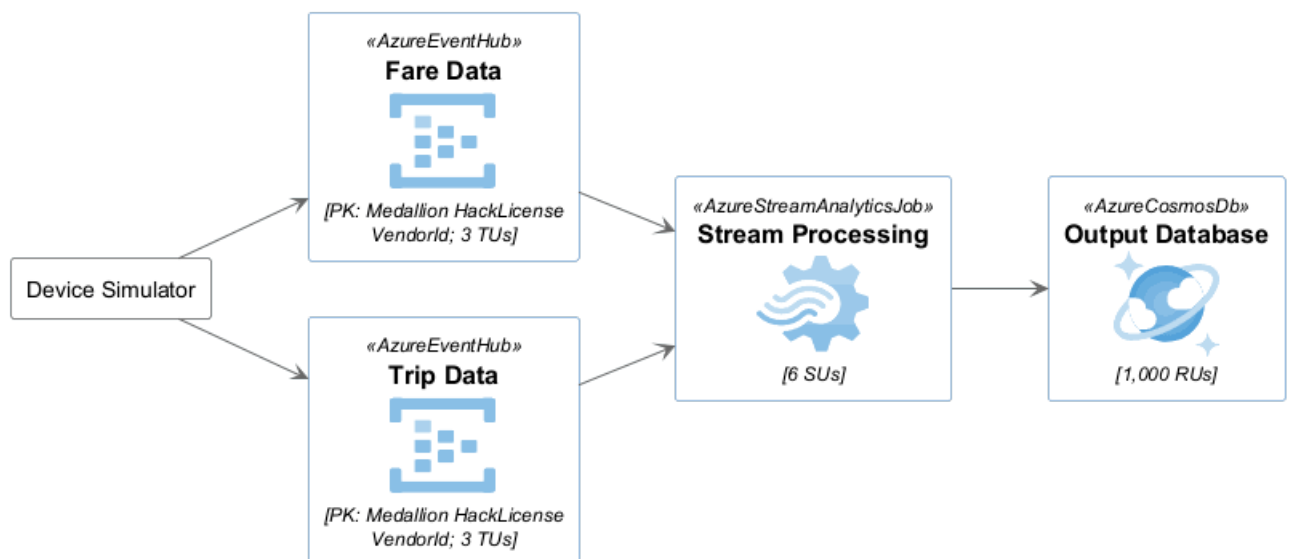 Device Simulator
«AzureEventHub»
Fare Data
[PK: Medallion HackLicense
VendorId; 3 TUs]
«AzureEventHub»
Trip Data
[PK: Medallion HackLicense
VendorId; 3 TUs]
«AzureStreamAnalyticsJob»
Stream Processing
[6 SUs]
«AzureCosmosDb»
Output Database
[1,000 RUs]